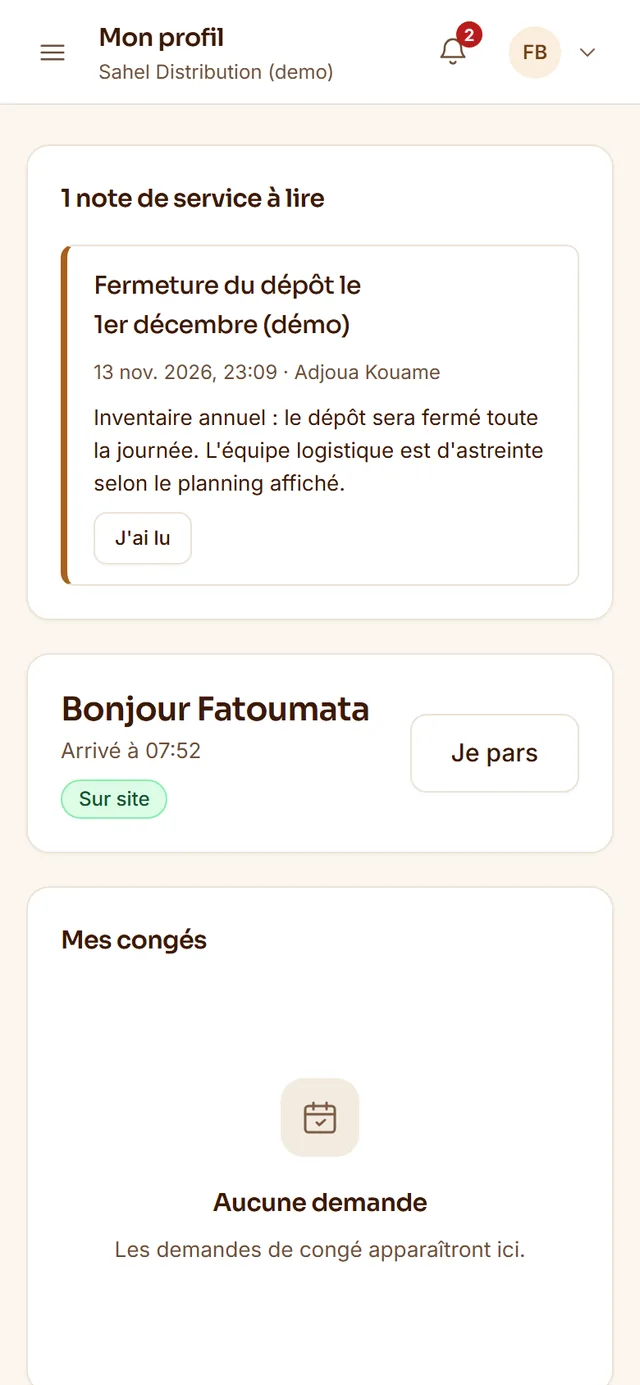 Mon profil
Sahel Distribution (demo)
2
FB
1 note de service à lire
Fermeture du dépôt le
1er décembre (démo)
13 nov. 2026, 23:09 · Adjoua Kouame
Inventaire annuel : le dépôt sera fermé toute
la journée. L'équipe logistique est d'astreinte
selon le planning affiché.
J'ai lu
Bonjour Fatoumata
Arrivé à 07:52
Sur site
Je pars
Mes congés
Aucune demande
Les demandes de congé apparaîtront ici.